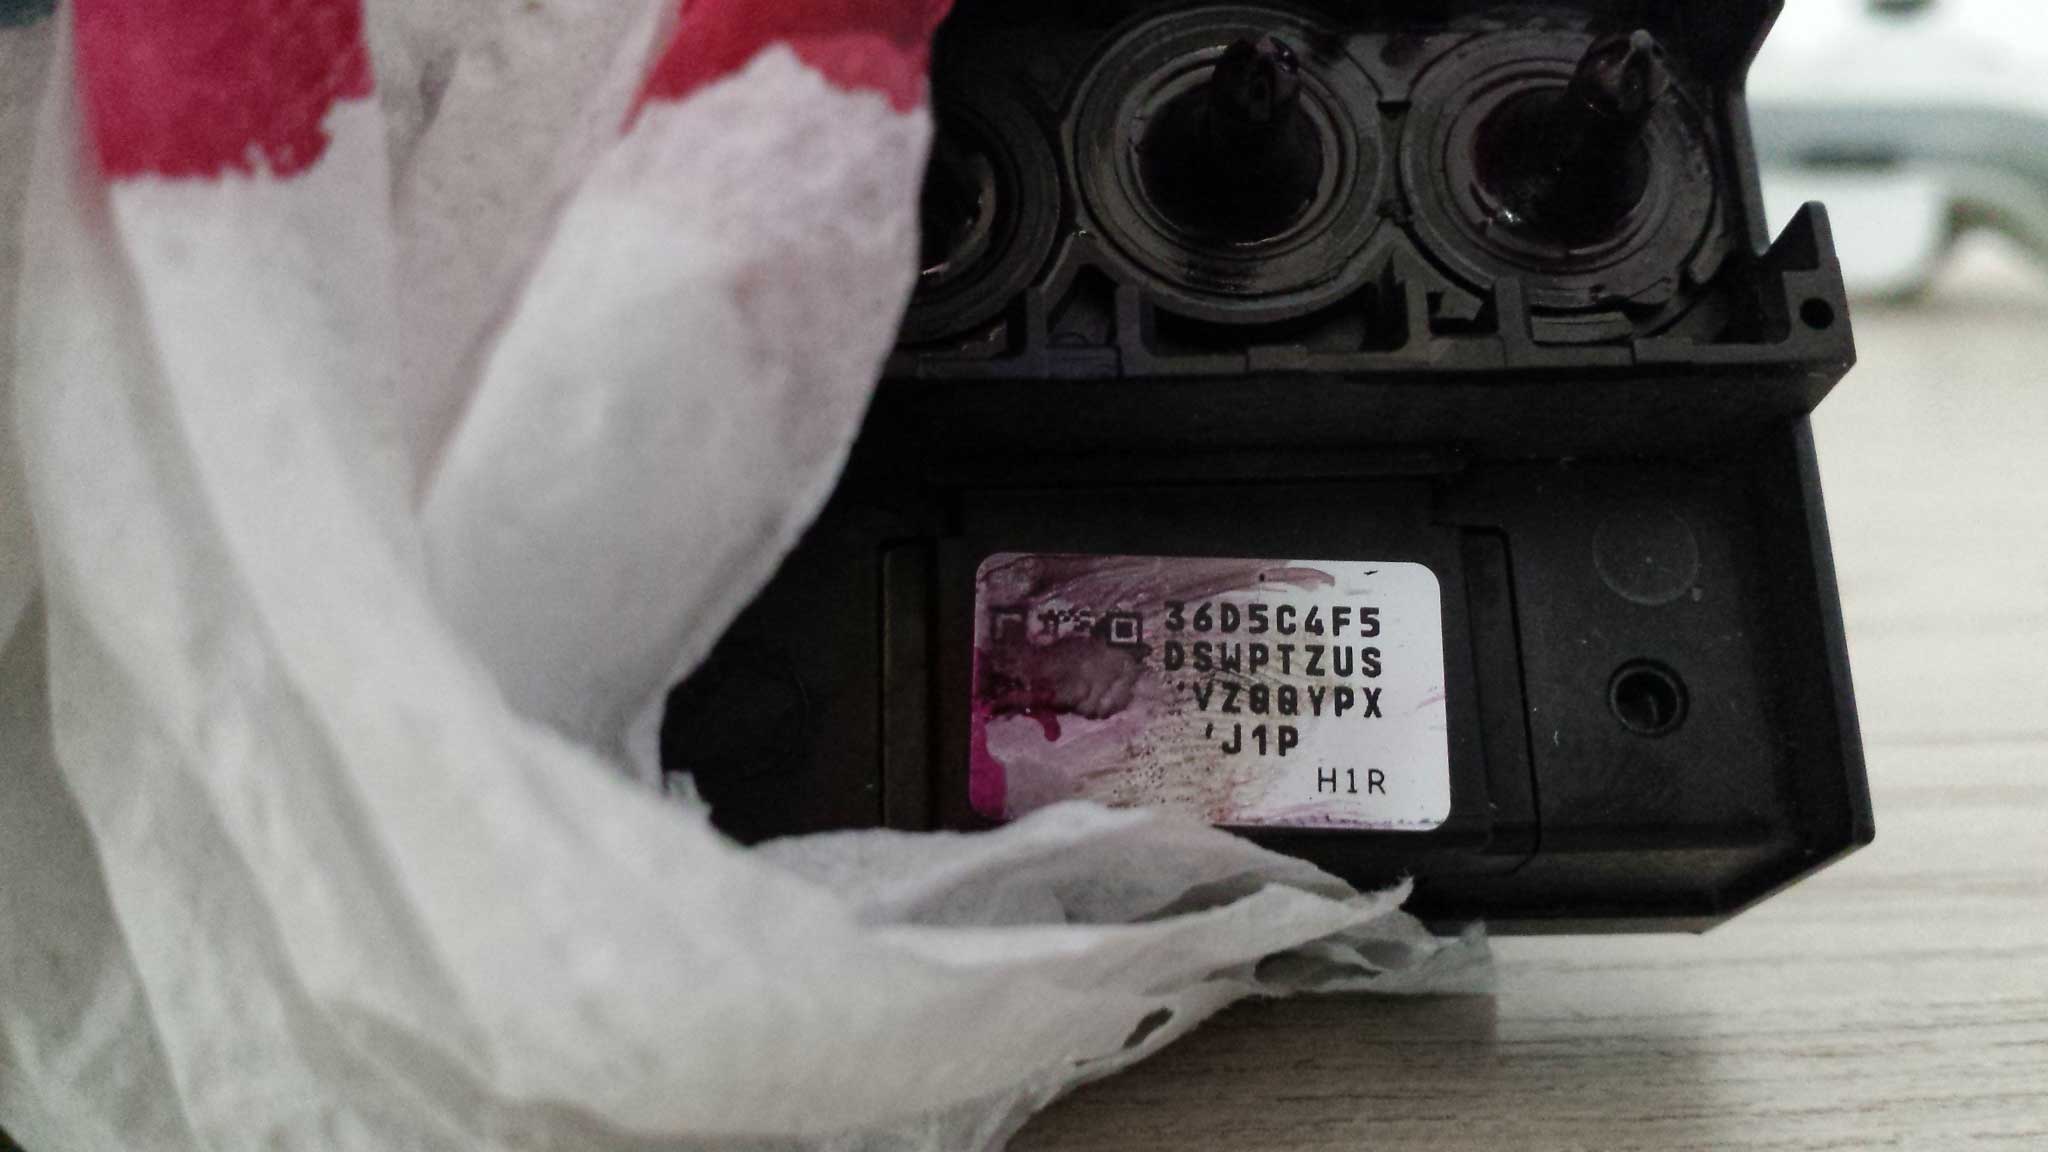 36D5C4F5
DSWPTZUS
'VZQQYPX
'J1P
H1R